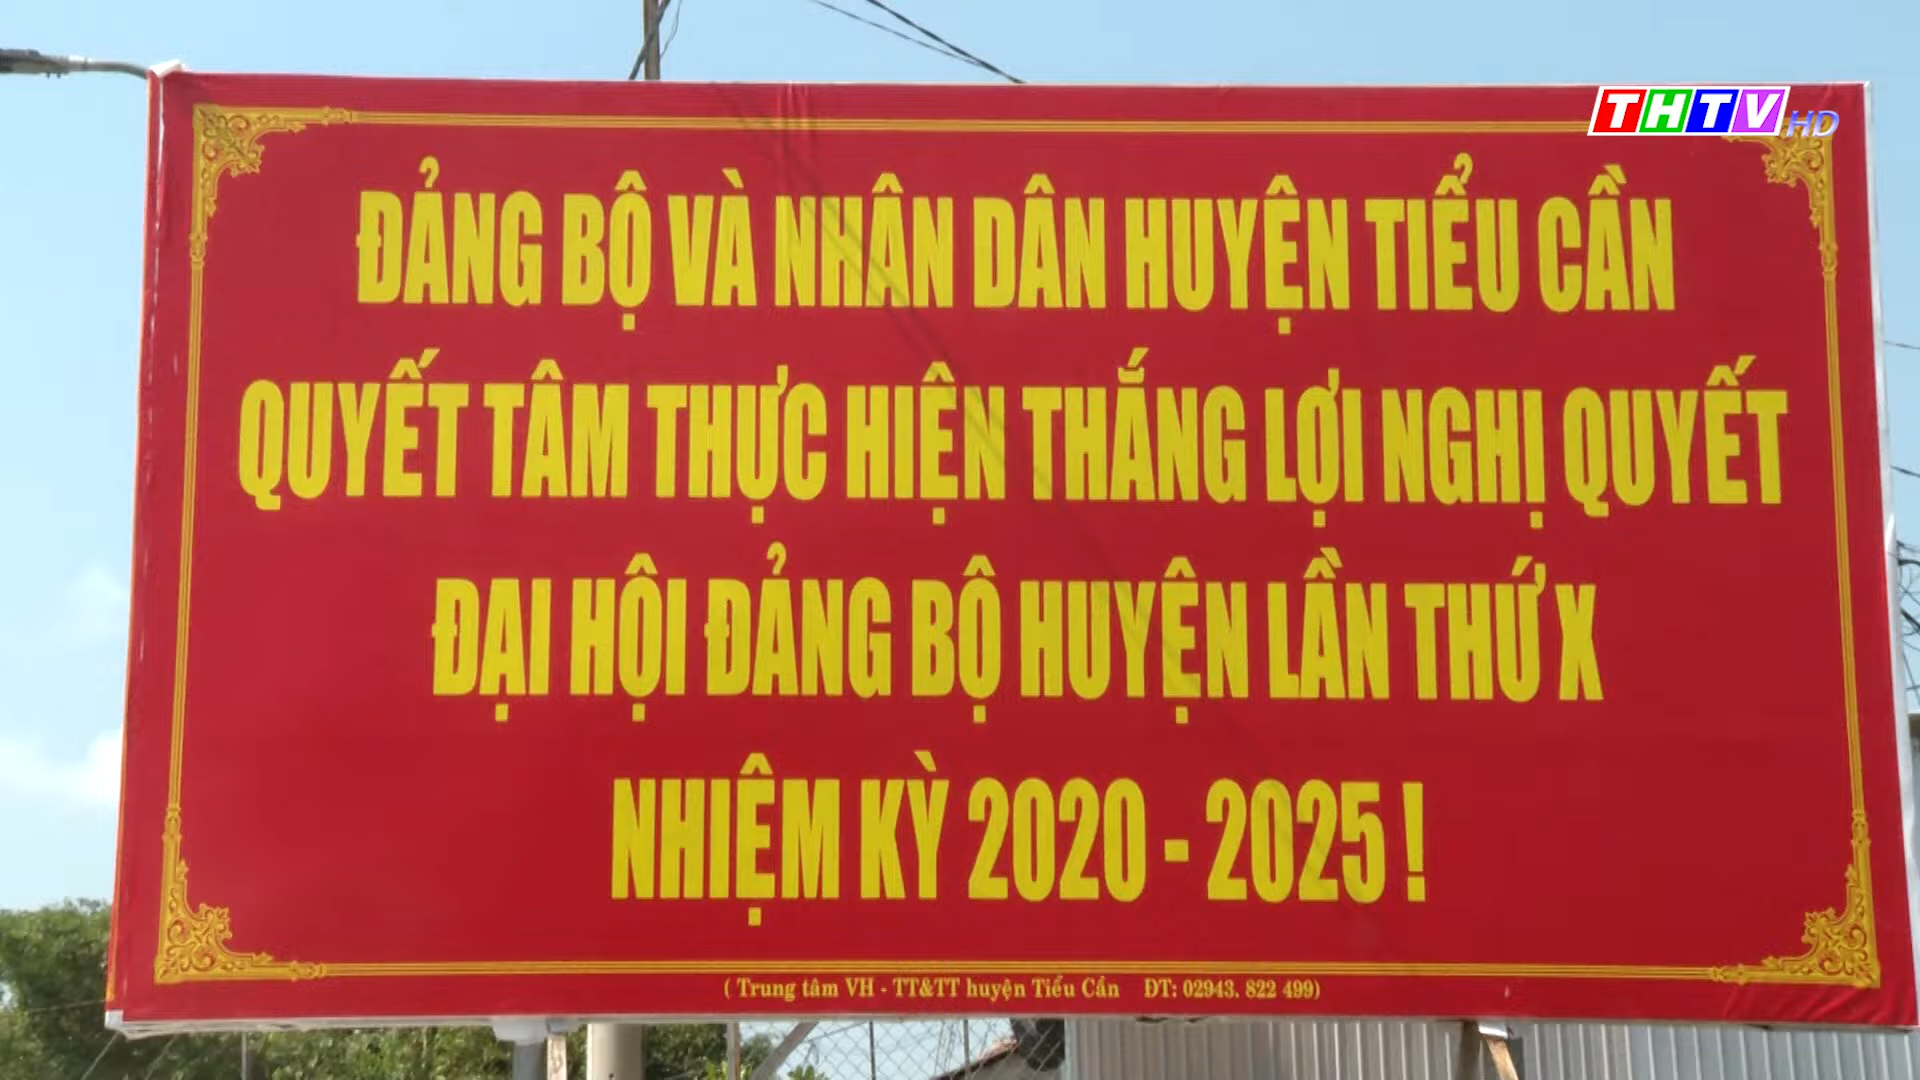 THTV HD
ĐẢNG BỘ VÀ NHÂN DÂN HUYỆN TIỂU CẦN
QUYẾT TÂM THỰC HIỆN THẮNG LỢI NGHỊ QUYẾT
ĐẠI HỘI ĐẢNG BỘ HUYỆN LẦN THỨ X
NHIỆM KỲ 2020 - 2025 !
( Trung tâm VH - TT&TT huyện Tiểu Cần ĐT: 02943. 822 499)